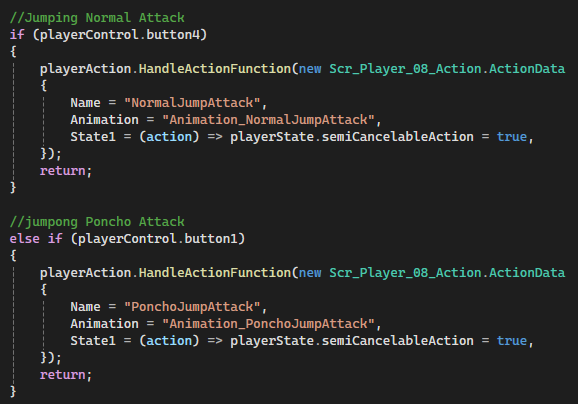 //Jumping Normal Attack
if (playerControl.button4)
{
    playerAction.HandleActionFunction(new Scr_Player_08_Action.ActionData
    {
        Name = "NormalJumpAttack",
        Animation = "Animation_NormalJumpAttack",
        State1 = (action) => playerState.semiCancelableAction = true,
    });
    return;
}
//jumpong Poncho Attack
else if (playerControl.button1)
{
    playerAction.HandleActionFunction(new Scr_Player_08_Action.ActionData
    {
        Name = "PonchoJumpAttack",
        Animation = "Animation_PonchoJumpAttack",
        State1 = (action) => playerState.semiCancelableAction = true,
    });
    return;
}